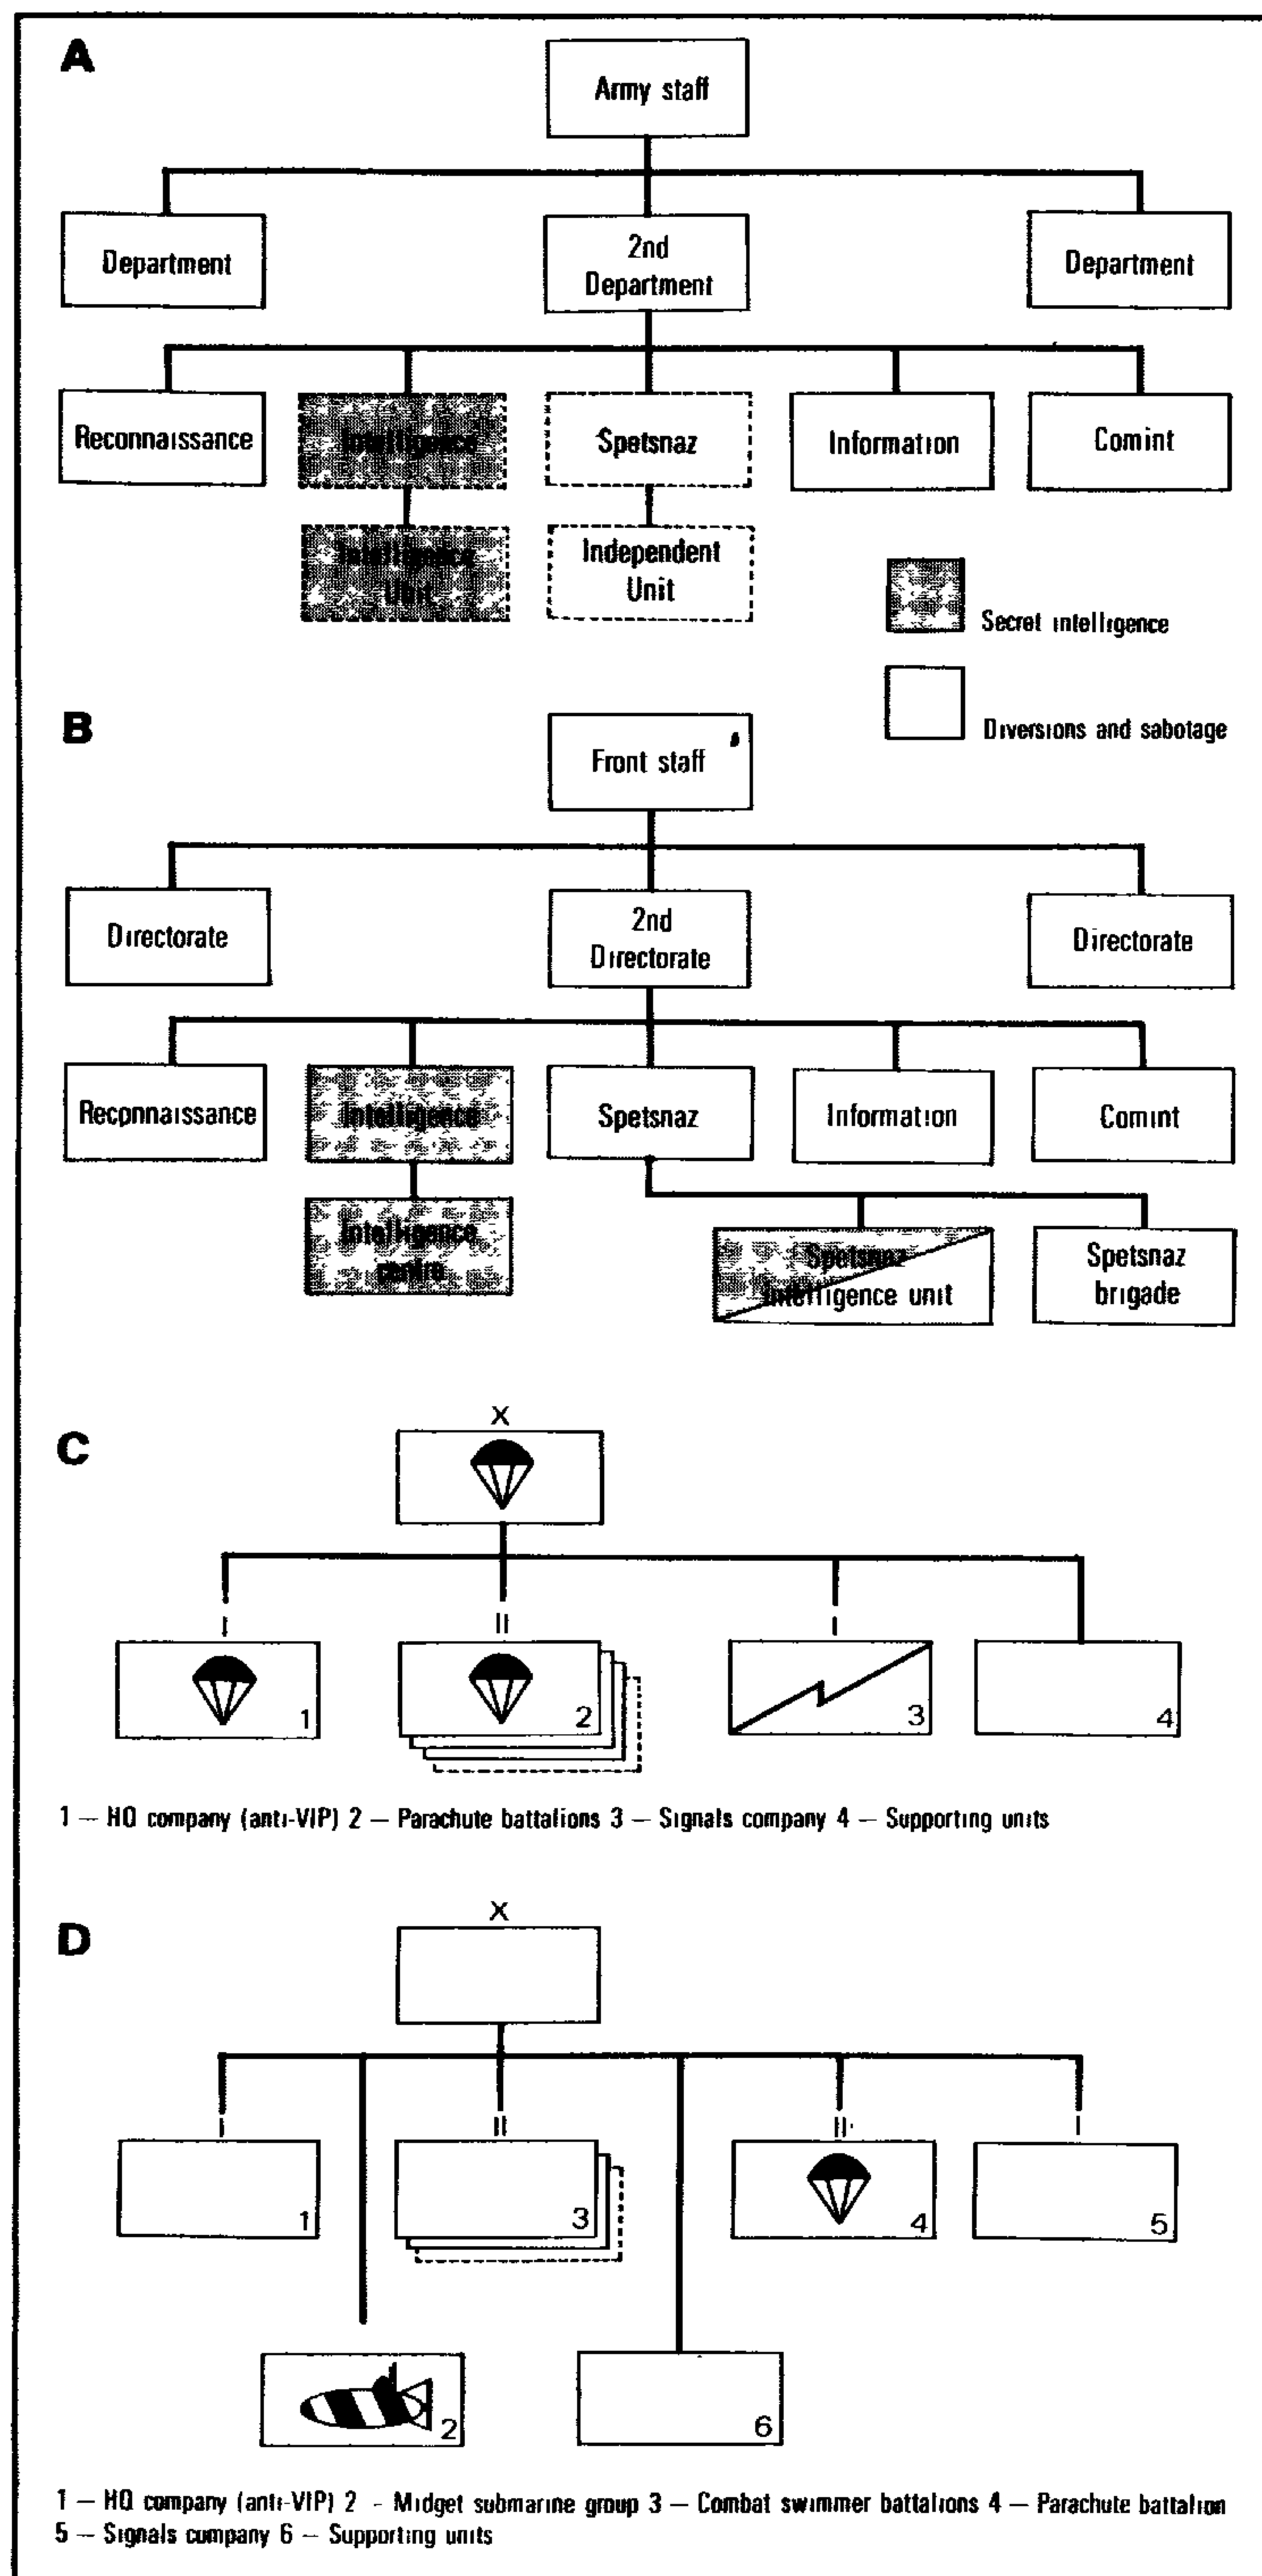 A
Army staff
Department
2nd
Department
Department
Reconnaissance
Intelligence
Spetsnaz
Information
Comint
Intelligence
Unit
Independent
Unit
Secret intelligence
Diversions and sabotage
B
Front staff
Directorate
2nd
Directorate
Directorate
Reconnaissance
Intelligence
Spetsnaz
Information
Comint
Intelligence
centre
Spetsnaz
intelligence unit
Spetsnaz
brigade
C
X
I
II
I
1
2
3
4
1 — HQ company (anti-VIP) 2 — Parachute battalions 3 — Signals company 4 — Supporting units
D
X
I
II
II
I
1
3
4
5
2
6
1 — HQ company (anti-VIP) 2 - Midget submarine group 3 — Combat swimmer battalions 4 — Parachute battalion
5 — Signals company 6 — Supporting units